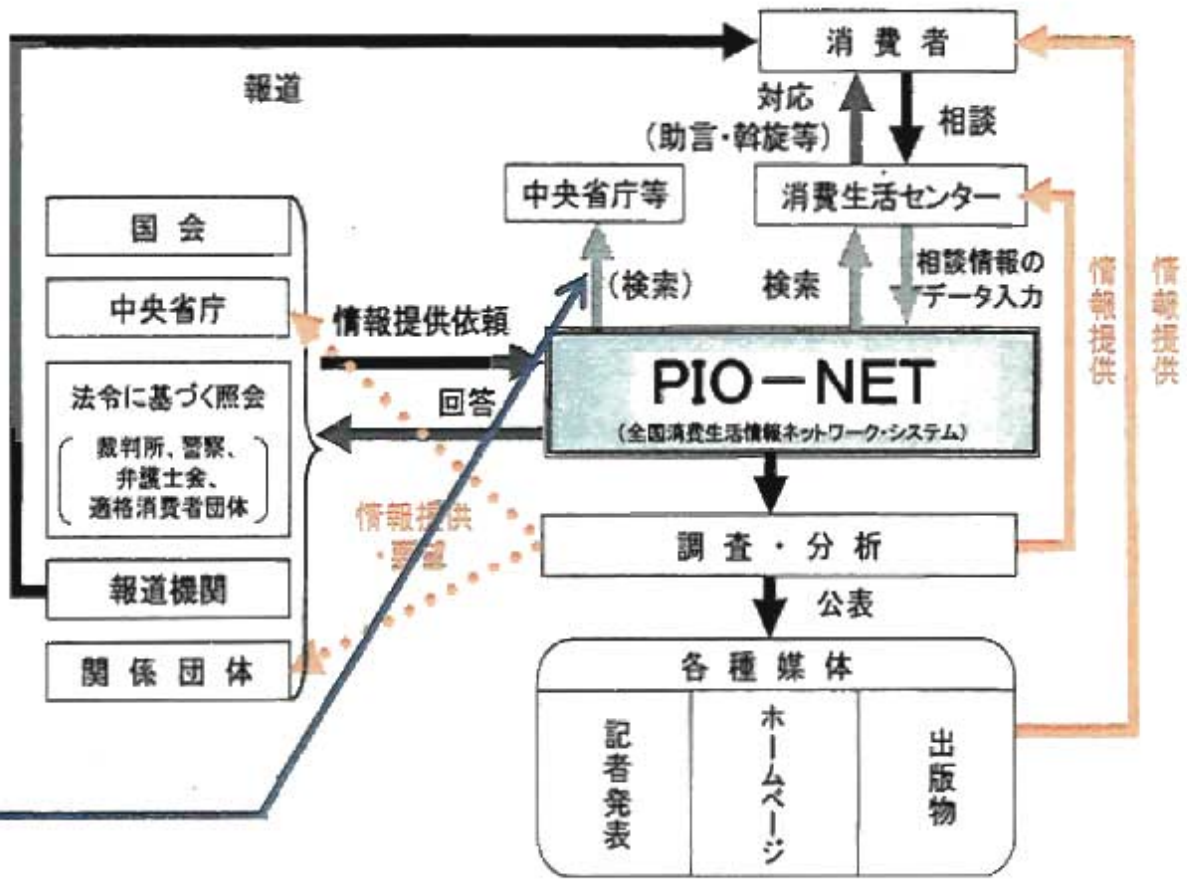 消費者
報道
対応
(助言・斡旋等)
相談
中央省庁等
消費生活センター
国会
中央省庁
情報提供依頼
(検索)
検索
相談情報の
データ入力
情報提供
情報提供
法令に基づく照会
裁判所、警察、
弁護士会、
適格消費者団体
回答
PIO-NET
(全国消費生活情報ネットワーク・システム)
情報提供
・要望
調査・分析
報道機関
公表
関係団体
各種媒体
記者発表
ホームページ
出版物